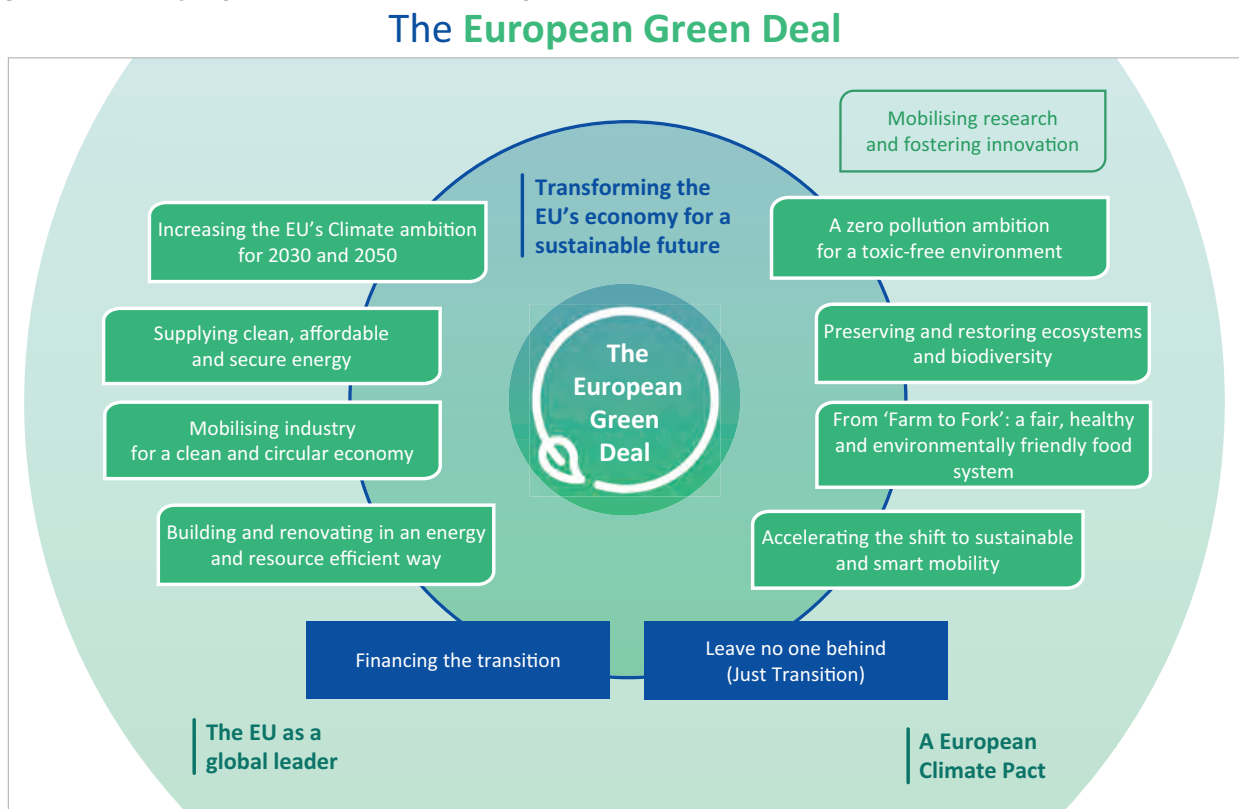 The European Green Deal
Mobilising research
and fostering innovation
Transforming the
EU's economy for a
sustainable future
Increasing the EU's Climate ambition
for 2030 and 2050
Supplying clean, affordable
and secure energy
Mobilising industry
for a clean and circular economy
Building and renovating in an energy
and resource efficient way
The
European
Green
Deal
A zero pollution ambition
for a toxic-free environment
Preserving and restoring ecosystems
and biodiversity
From ‘Farm to Fork’: a fair, healthy
and environmentally friendly food
system
Accelerating the shift to sustainable
and smart mobility
Financing the transition
Leave no one behind
(Just Transition)
The EU as a
global leader
A European
Climate Pact